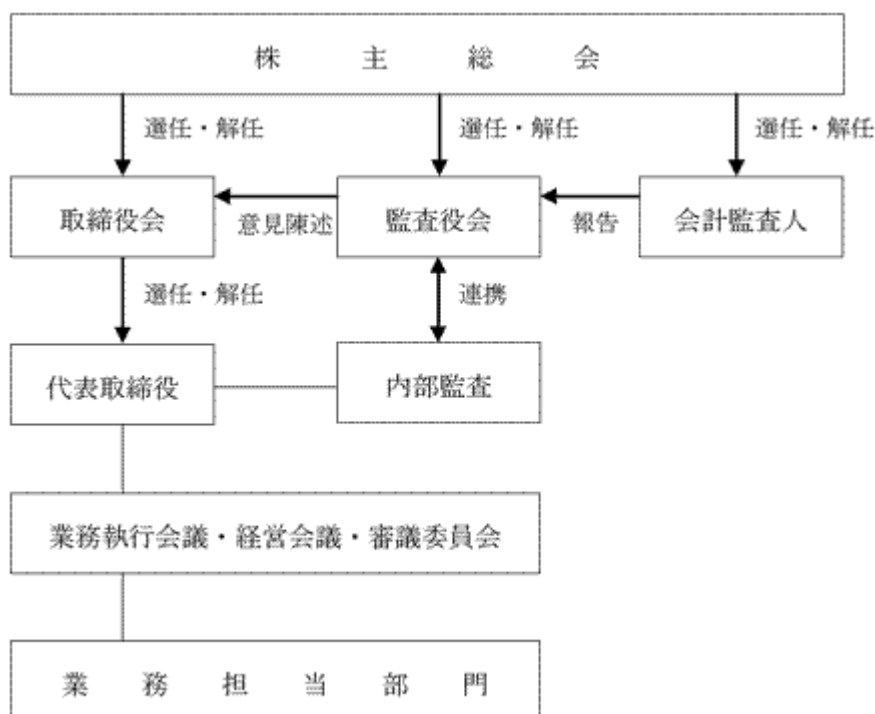 株主総会
選任・解任
選任・解任
選任・解任
取締役会
意見陳述
監査役会
報告
会計監査人
選任・解任
連携
代表取締役
内部監査
業務執行会議・経営会議・審議委員会
業務担当部門